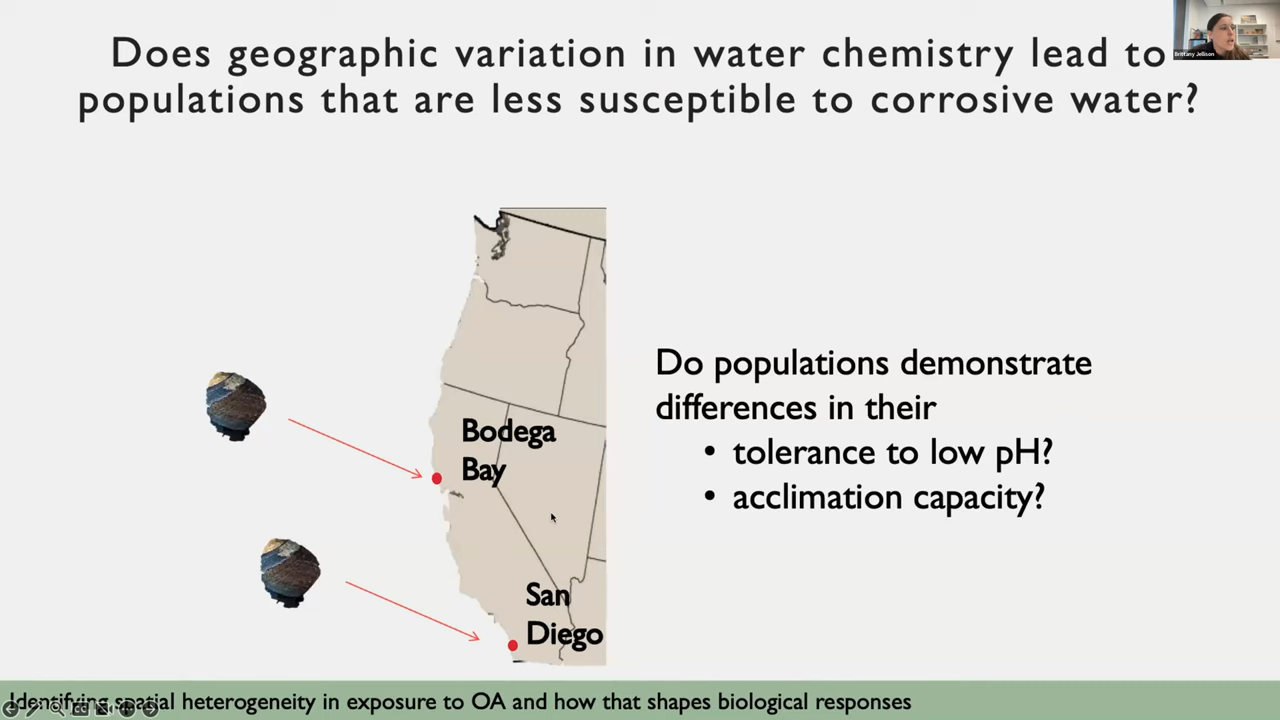 Does geographic variation in water chemistry lead to
populations that are less susceptible to corrosive water?
Brittany Jellison
Do populations demonstrate
differences in their
• tolerance to low pH?
• acclimation capacity?
Bodega
Bay
San
Diego
Identifying spatial heterogeneity in exposure to OA and how that shapes biological responses